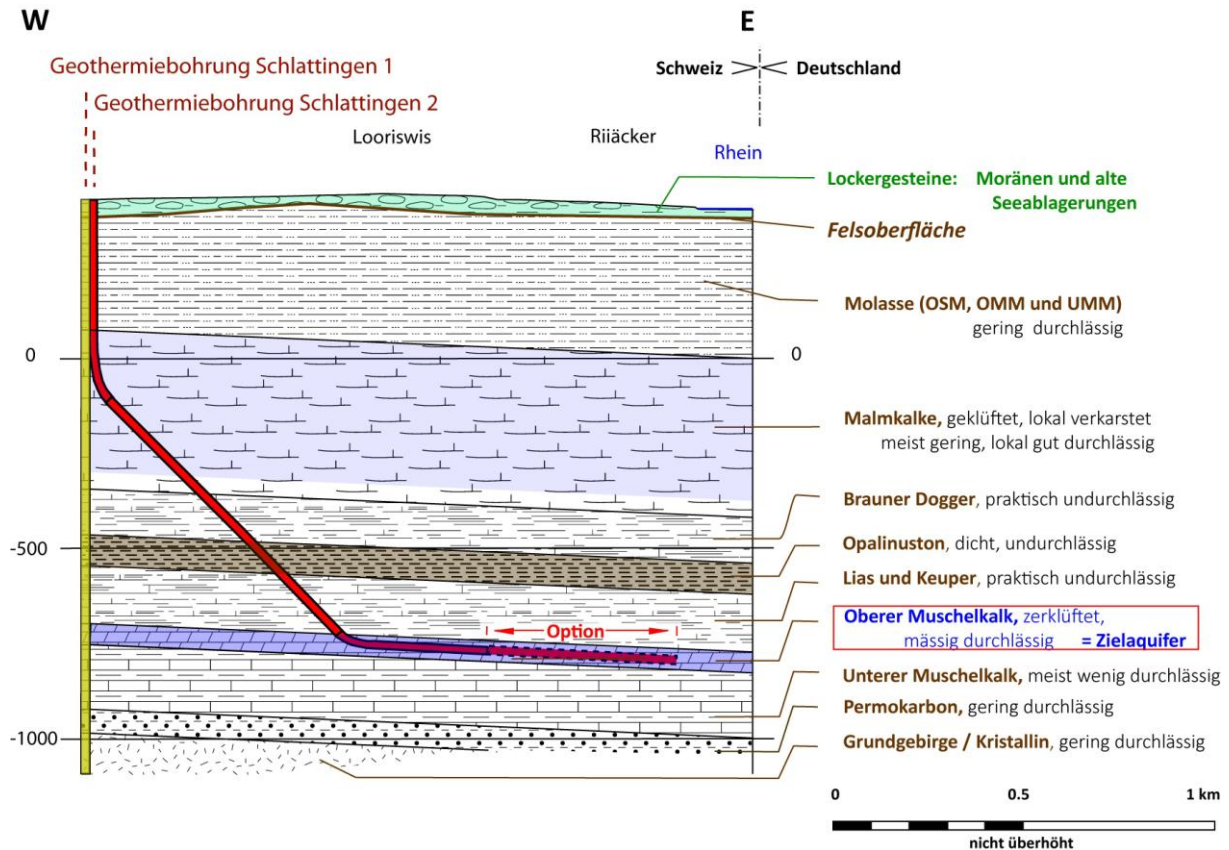 W
E
Geothermiebohrung Schlattingen 1
Geothermiebohrung Schlattingen 2
Schweiz
Deutschland
Looriswis
Riiäcker
Rhein
Lockergesteine: Moränen und alte
Seeablagerungen
Felsoberfläche
Molasse (OSM, OMM und UMM)
gering durchlässig
0
0
Malmkalke, geklüftet, lokal verkarstet
meist gering, lokal gut durchlässig
Brauner Dogger, praktisch undurchlässig
-500
Opalinuston, dicht, undurchlässig
Lias und Keuper, praktisch undurchlässig
Option
Oberer Muschelkalk, zerklüftet,
mässig durchlässig = Zielaquifer
Unterer Muschelkalk, meist wenig durchlässig
Permokarbon, gering durchlässig
-1000
Grundgebirge / Kristallin, gering durchlässig
0 0.5 1 km
nicht überhöht